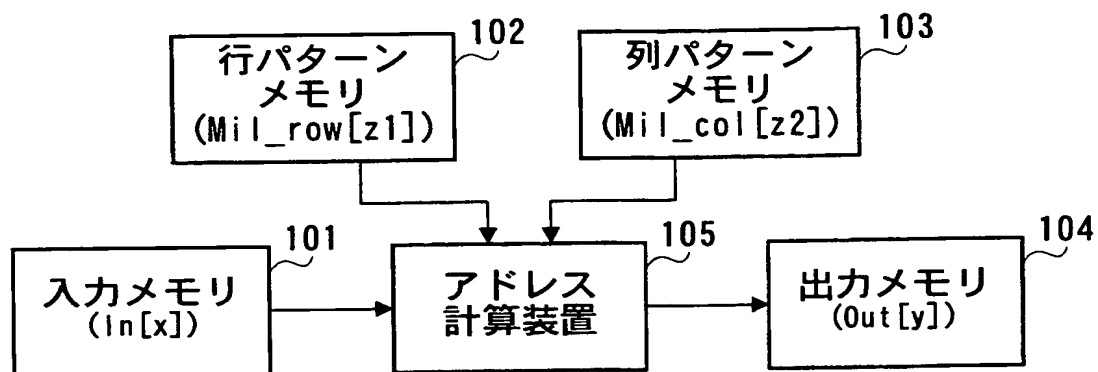 102
行パターン
メモリ
(Mil_row[z1])
103
列パターン
メモリ
(Mil_col[z2])
101
入力メモリ
(In[x])
105
アドレス
計算装置
104
出力メモリ
(Out[y])